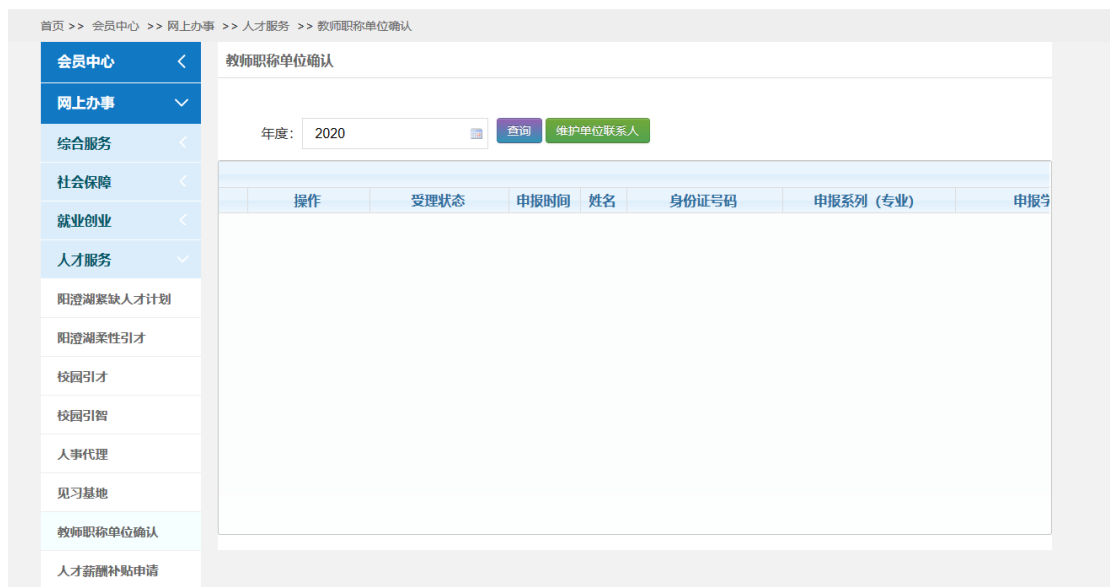 首页 >> 会员中心 >> 网上办事 >> 人才服务 >> 教师职称单位确认
会员中心
网上办事
综合服务
社会保障
就业创业
人才服务
阳澄湖紧缺人才计划
阳澄湖柔性引才
校园引才
校园引智
人事代理
见习基地
教师职称单位确认
人才薪酬补贴申请
教师职称单位确认
年度： 2020 查询 维护单位联系人
操作 受理状态 申报时间 姓名 身份证号码 申报系列（专业） 申报学